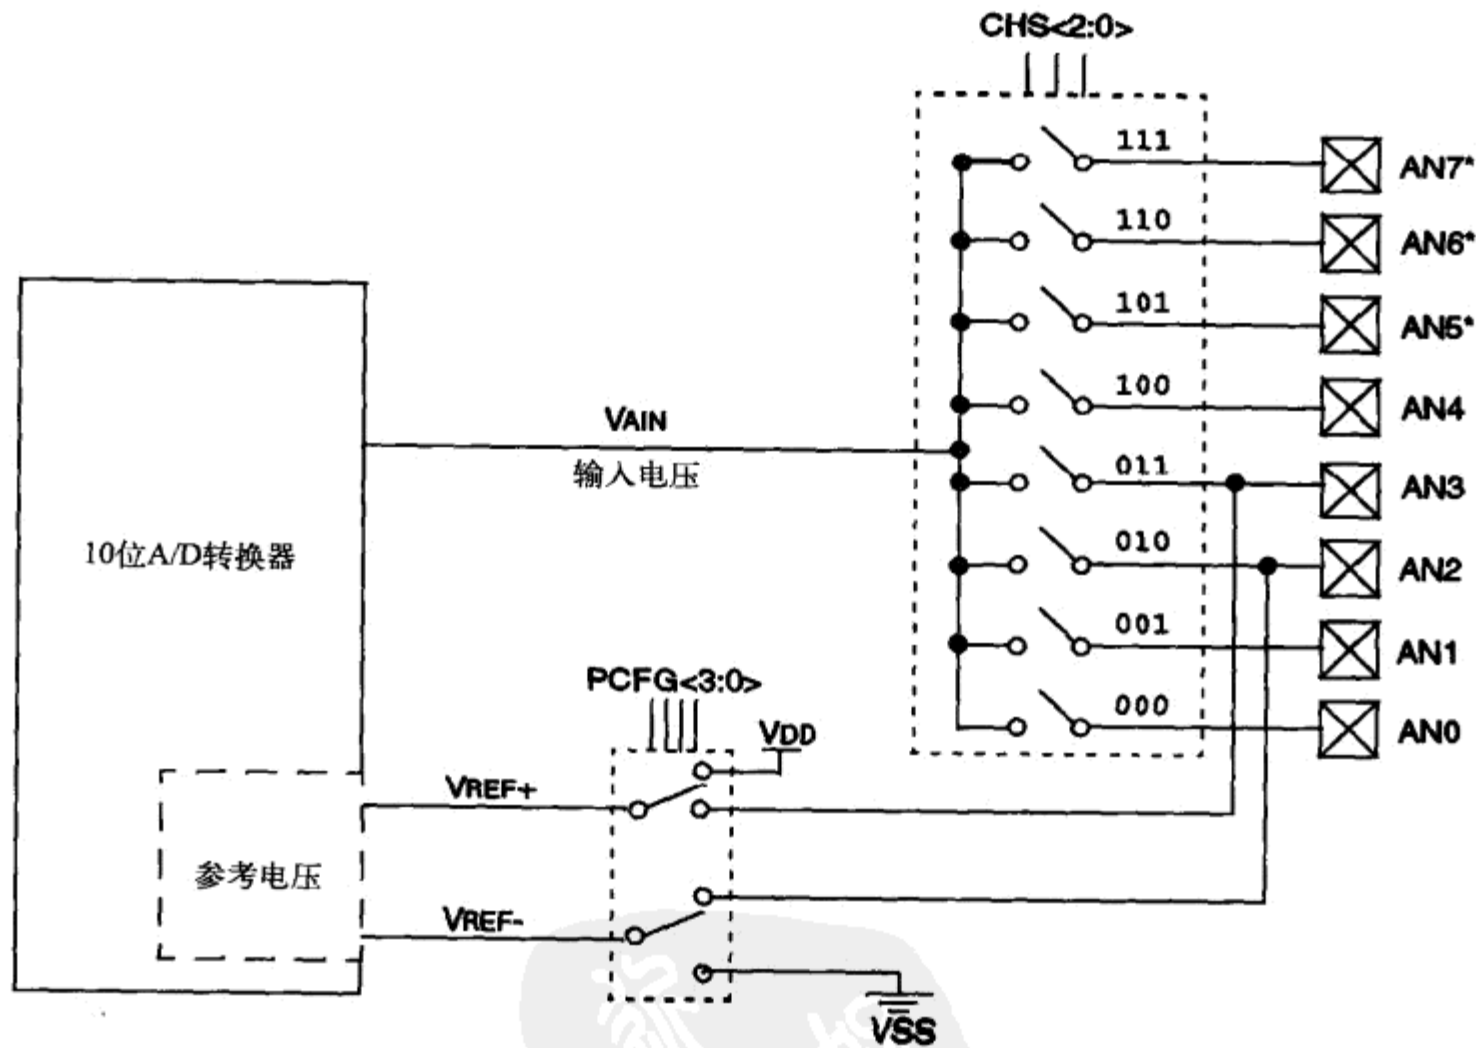 CHS<2:0>
111
AN7*
110
AN6*
101
AN5*
100
AN4
VAIN
输入电压
011
AN3
10位A/D转换器
010
AN2
001
AN1
PCFG<3:0>
000
AN0
VDD
VREF+
参考电压
VREF-
VSS